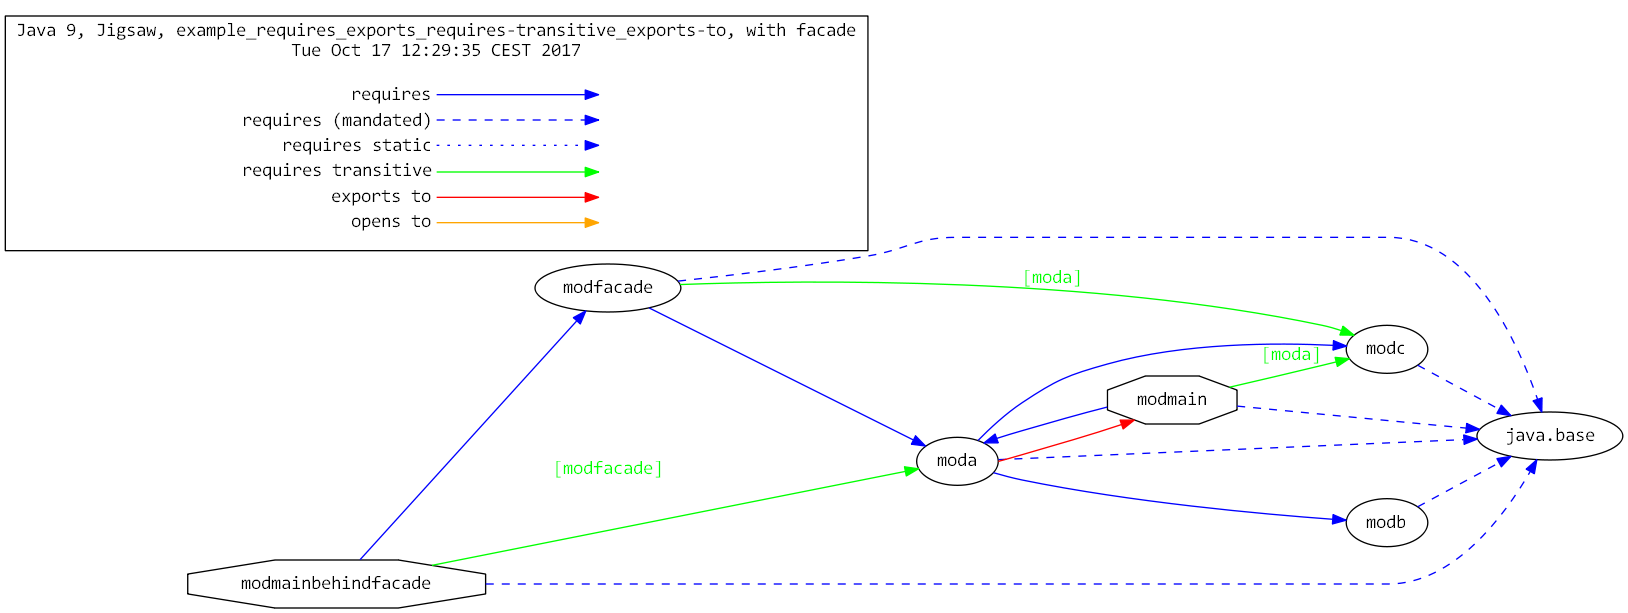 Java 9, Jigsaw, example_requires_exports_requires-transitive_exports-to, with facade
Tue Oct 17 12:29:35 CEST 2017
requires
requires (mandated)
requires static
requires transitive
exports to
opens to
modfacade
[moda]
modc
[moda]
modmain
java.base
moda
[modfacade]
modb
modmainbehindfacade